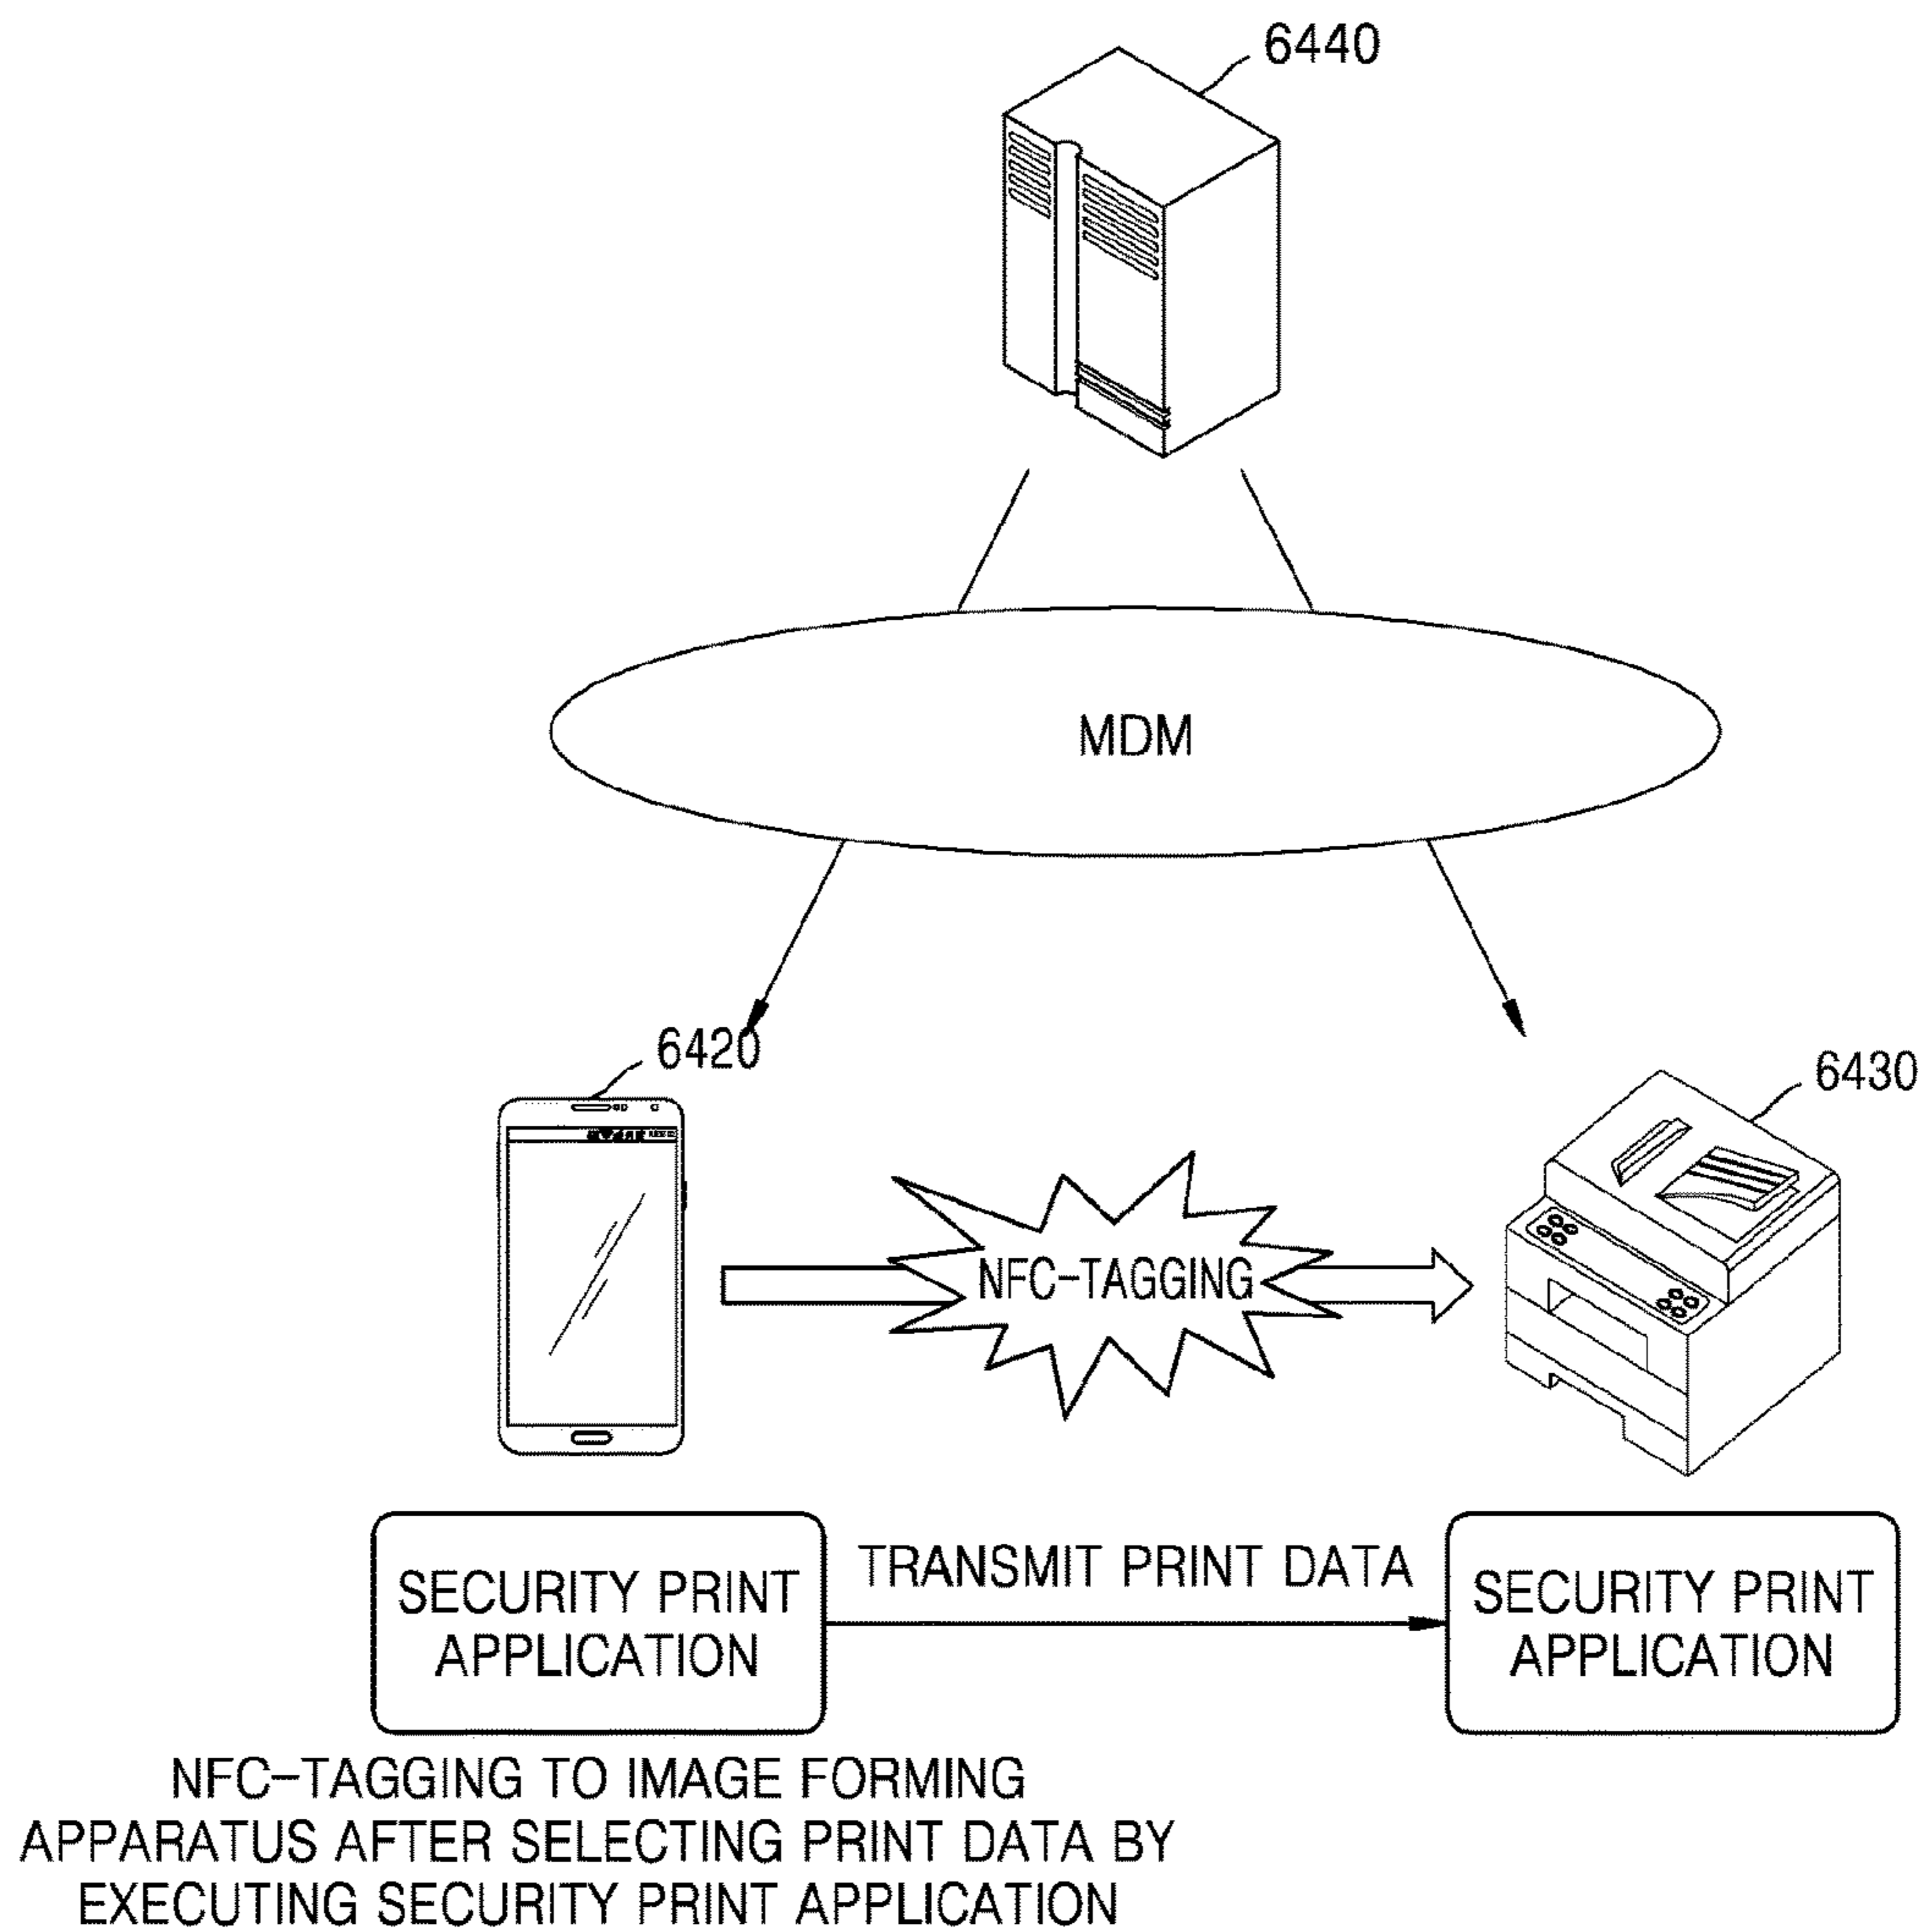 6440
MDM
6420
6430
NFC-TAGGING
SECURITY PRINT
APPLICATION
TRANSMIT PRINT DATA
SECURITY PRINT
APPLICATION
NFC-TAGGING TO IMAGE FORMING
APPARATUS AFTER SELECTING PRINT DATA BY
EXECUTING SECURITY PRINT APPLICATION